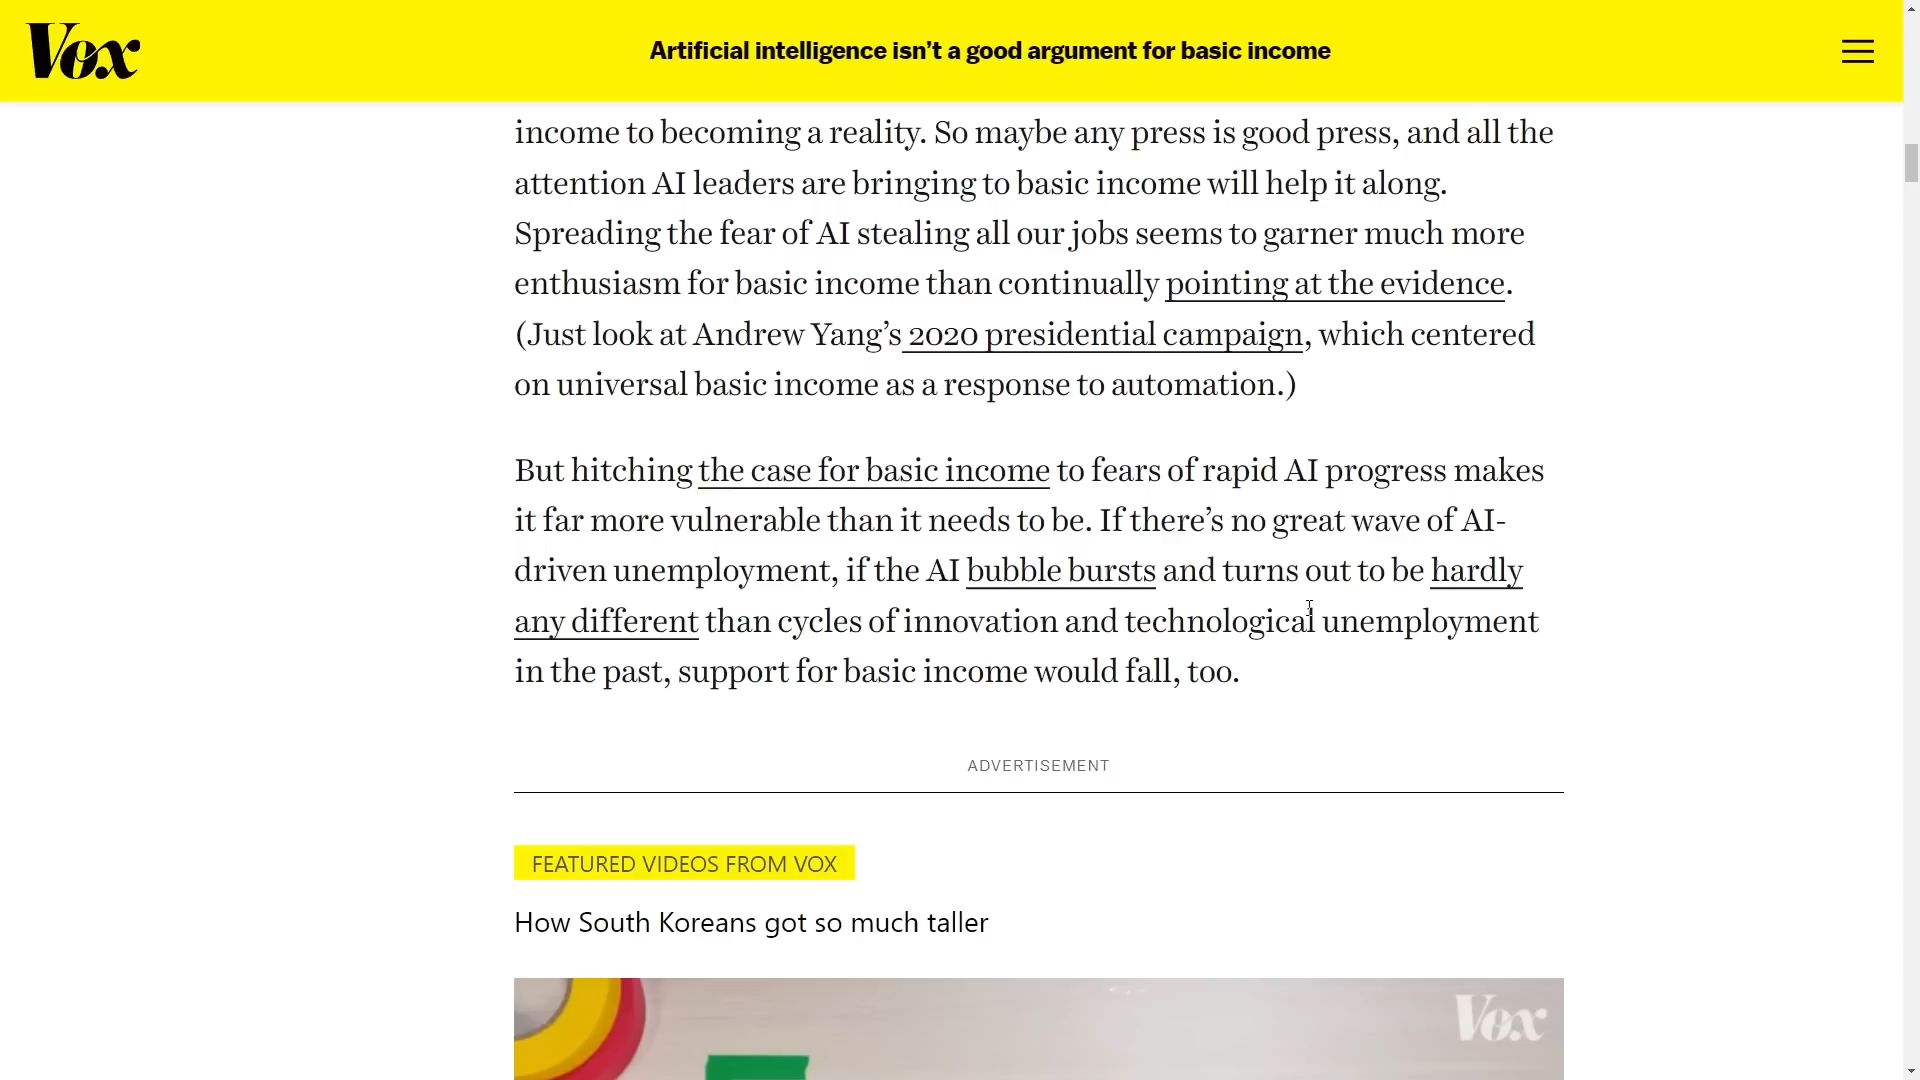 Vox
Artificial intelligence isn’t a good argument for basic income
income to becoming a reality. So maybe any press is good press, and all the
attention AI leaders are bringing to basic income will help it along.
Spreading the fear of AI stealing all our jobs seems to garner much more
enthusiasm for basic income than continually pointing at the evidence.
(Just look at Andrew Yang’s 2020 presidential campaign, which centered
on universal basic income as a response to automation.)
But hitching the case for basic income to fears of rapid AI progress makes
it far more vulnerable than it needs to be. If there’s no great wave of AI-
driven unemployment, if the AI bubble bursts and turns out to be hardly
any different than cycles of innovation and technological unemployment
in the past, support for basic income would fall, too.
ADVERTISEMENT
FEATURED VIDEOS FROM VOX
How South Koreans got so much taller
Vox